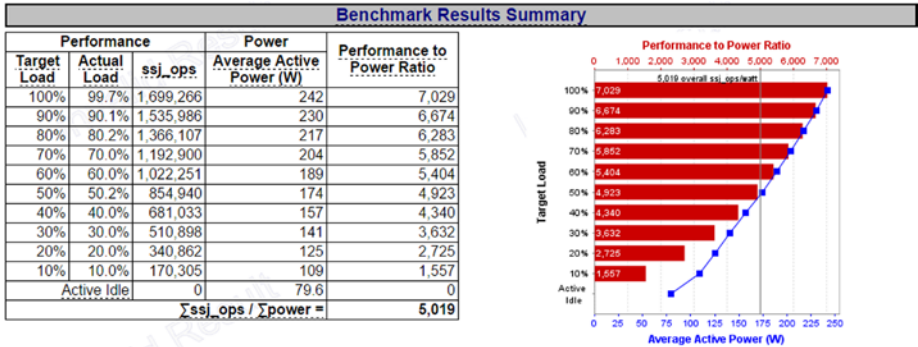 Benchmark Results Summary
Performance Power Performance to Power Ratio
Target Load Actual Load ssj_ops Average Active Power (W)
100% 99.7% 1,699,266 242 7,029
90% 90.1% 1,535,986 230 6,674
80% 80.2% 1,366,107 217 6,283
70% 70.0% 1,192,900 204 5,852
60% 60.0% 1,022,251 189 5,404
50% 50.2% 854,940 174 4,923
40% 40.0% 681,033 157 4,340
30% 30.0% 510,898 141 3,632
20% 20.0% 340,862 125 2,725
10% 10.0% 170,305 109 1,557
Active Idle 0 79.6 0
∑ssj_ops / ∑power = 5,019
Performance to Power Ratio
0 1,000 2,000 3,000 4,000 5,000 6,000 7,000
5,019 overall ssj_ops/watt
Target Load
100% 7,029
90% 6,674
80% 6,283
70% 5,852
60% 5,404
50% 4,923
40% 4,340
30% 3,632
20% 2,725
10% 1,557
Active
Idle
0 25 50 75 100 125 150 175 200 225 250
Average Active Power (W)